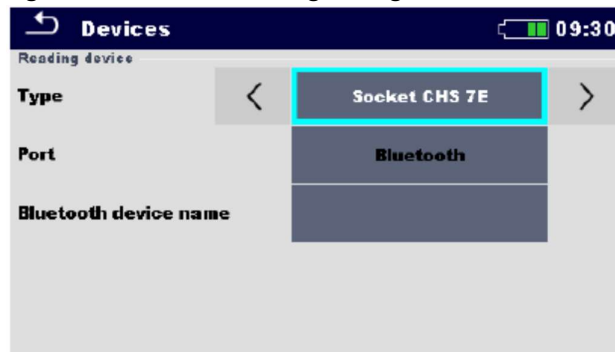 Devices 09:30
Reading device
Type Socket CHS 7E
Port Bluetooth
Bluetooth device name